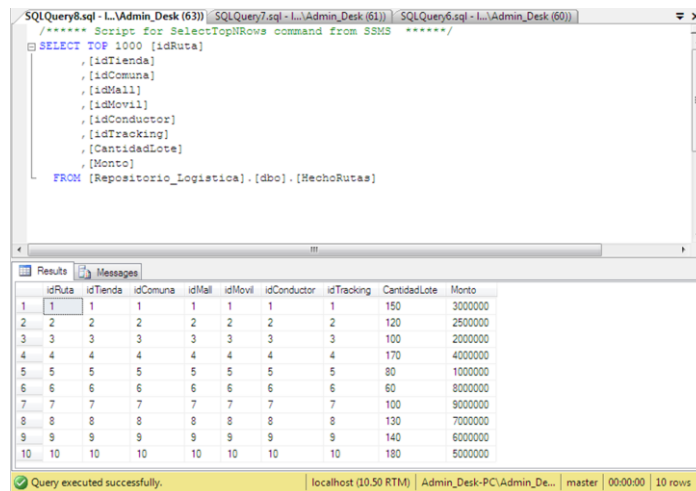 SQLQuery8.sql - l...\Admin_Desk (63)) SQLQuery7.sql - l...\Admin_Desk (61)) SQLQuery6.sql - l...\Admin_Desk (60))
/****** Script for SelectTopNRows command from SSMS ******/
SELECT TOP 1000 [idRuta]
,[idTienda]
,[idComuna]
,[idMall]
,[idMovil]
,[idConductor]
,[idTracking]
,[CantidadLote]
,[Monto]
FROM [Repositorio_Logistica].[dbo].[HechoRutas]
Results Messages
idRuta idTienda idComuna idMall idMovil idConductor idTracking CantidadLote Monto
1 1 1 1 1 1 1 1 150 3000000
2 2 2 2 2 2 2 2 120 2500000
3 3 3 3 3 3 3 3 100 2000000
4 4 4 4 4 4 4 4 170 4000000
5 5 5 5 5 5 5 5 80 1000000
6 6 6 6 6 6 6 6 60 8000000
7 7 7 7 7 7 7 7 100 9000000
8 8 8 8 8 8 8 8 130 7000000
9 9 9 9 9 9 9 9 140 6000000
10 10 10 10 10 10 10 10 180 5000000
Query executed successfully. localhost (10.50 RTM) Admin_Desk-PC\Admin_De... master 00:00:00 10 rows